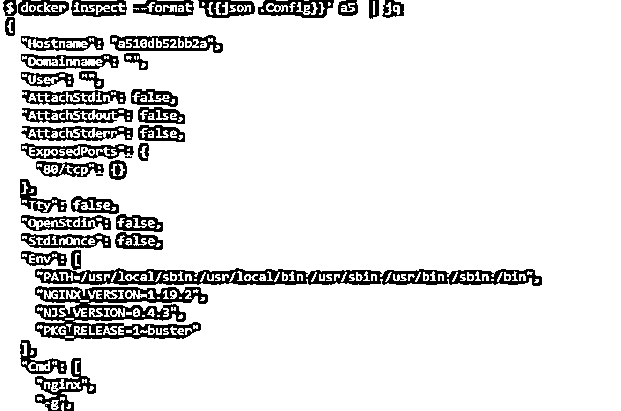 $ docker inspect --format '{{json .Config}}' a5 | jq
{
"Hostname": "a510db52bb2a",
"Domainname": "",
"User": "",
"AttachStdin": false,
"AttachStdout": false,
"AttachStderr": false,
"ExposedPorts": {
"80/tcp": {}
},
"Tty": false,
"OpenStdin": false,
"StdinOnce": false,
"Env": [
"PATH=/usr/local/sbin:/usr/local/bin:/usr/sbin:/usr/bin:/sbin:/bin",
"NGINX_VERSION=1.19.2",
"NJS_VERSION=0.4.3",
"PKG_RELEASE=1~buster"
],
"Cmd": [
"nginx",
"-g",